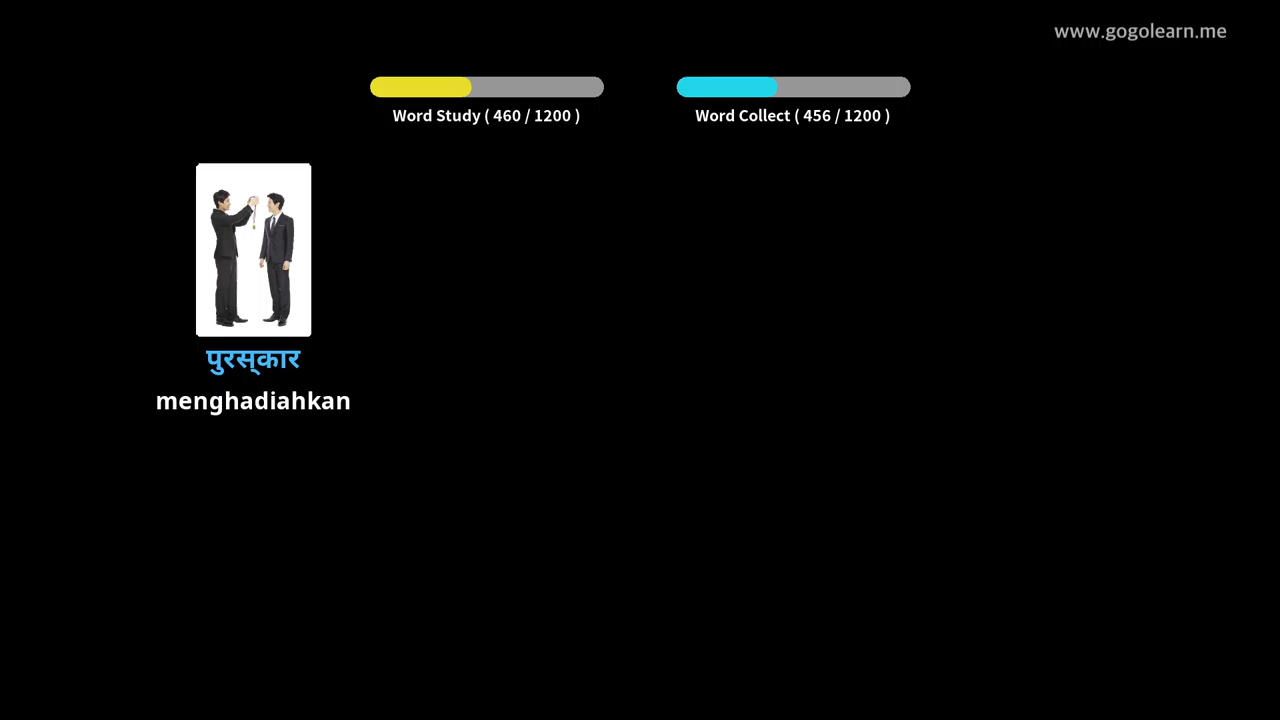 www.gogolearn.me
Word Study ( 460 / 1200 )
Word Collect ( 456 / 1200 )
पुरस्कार
menghadiahkan